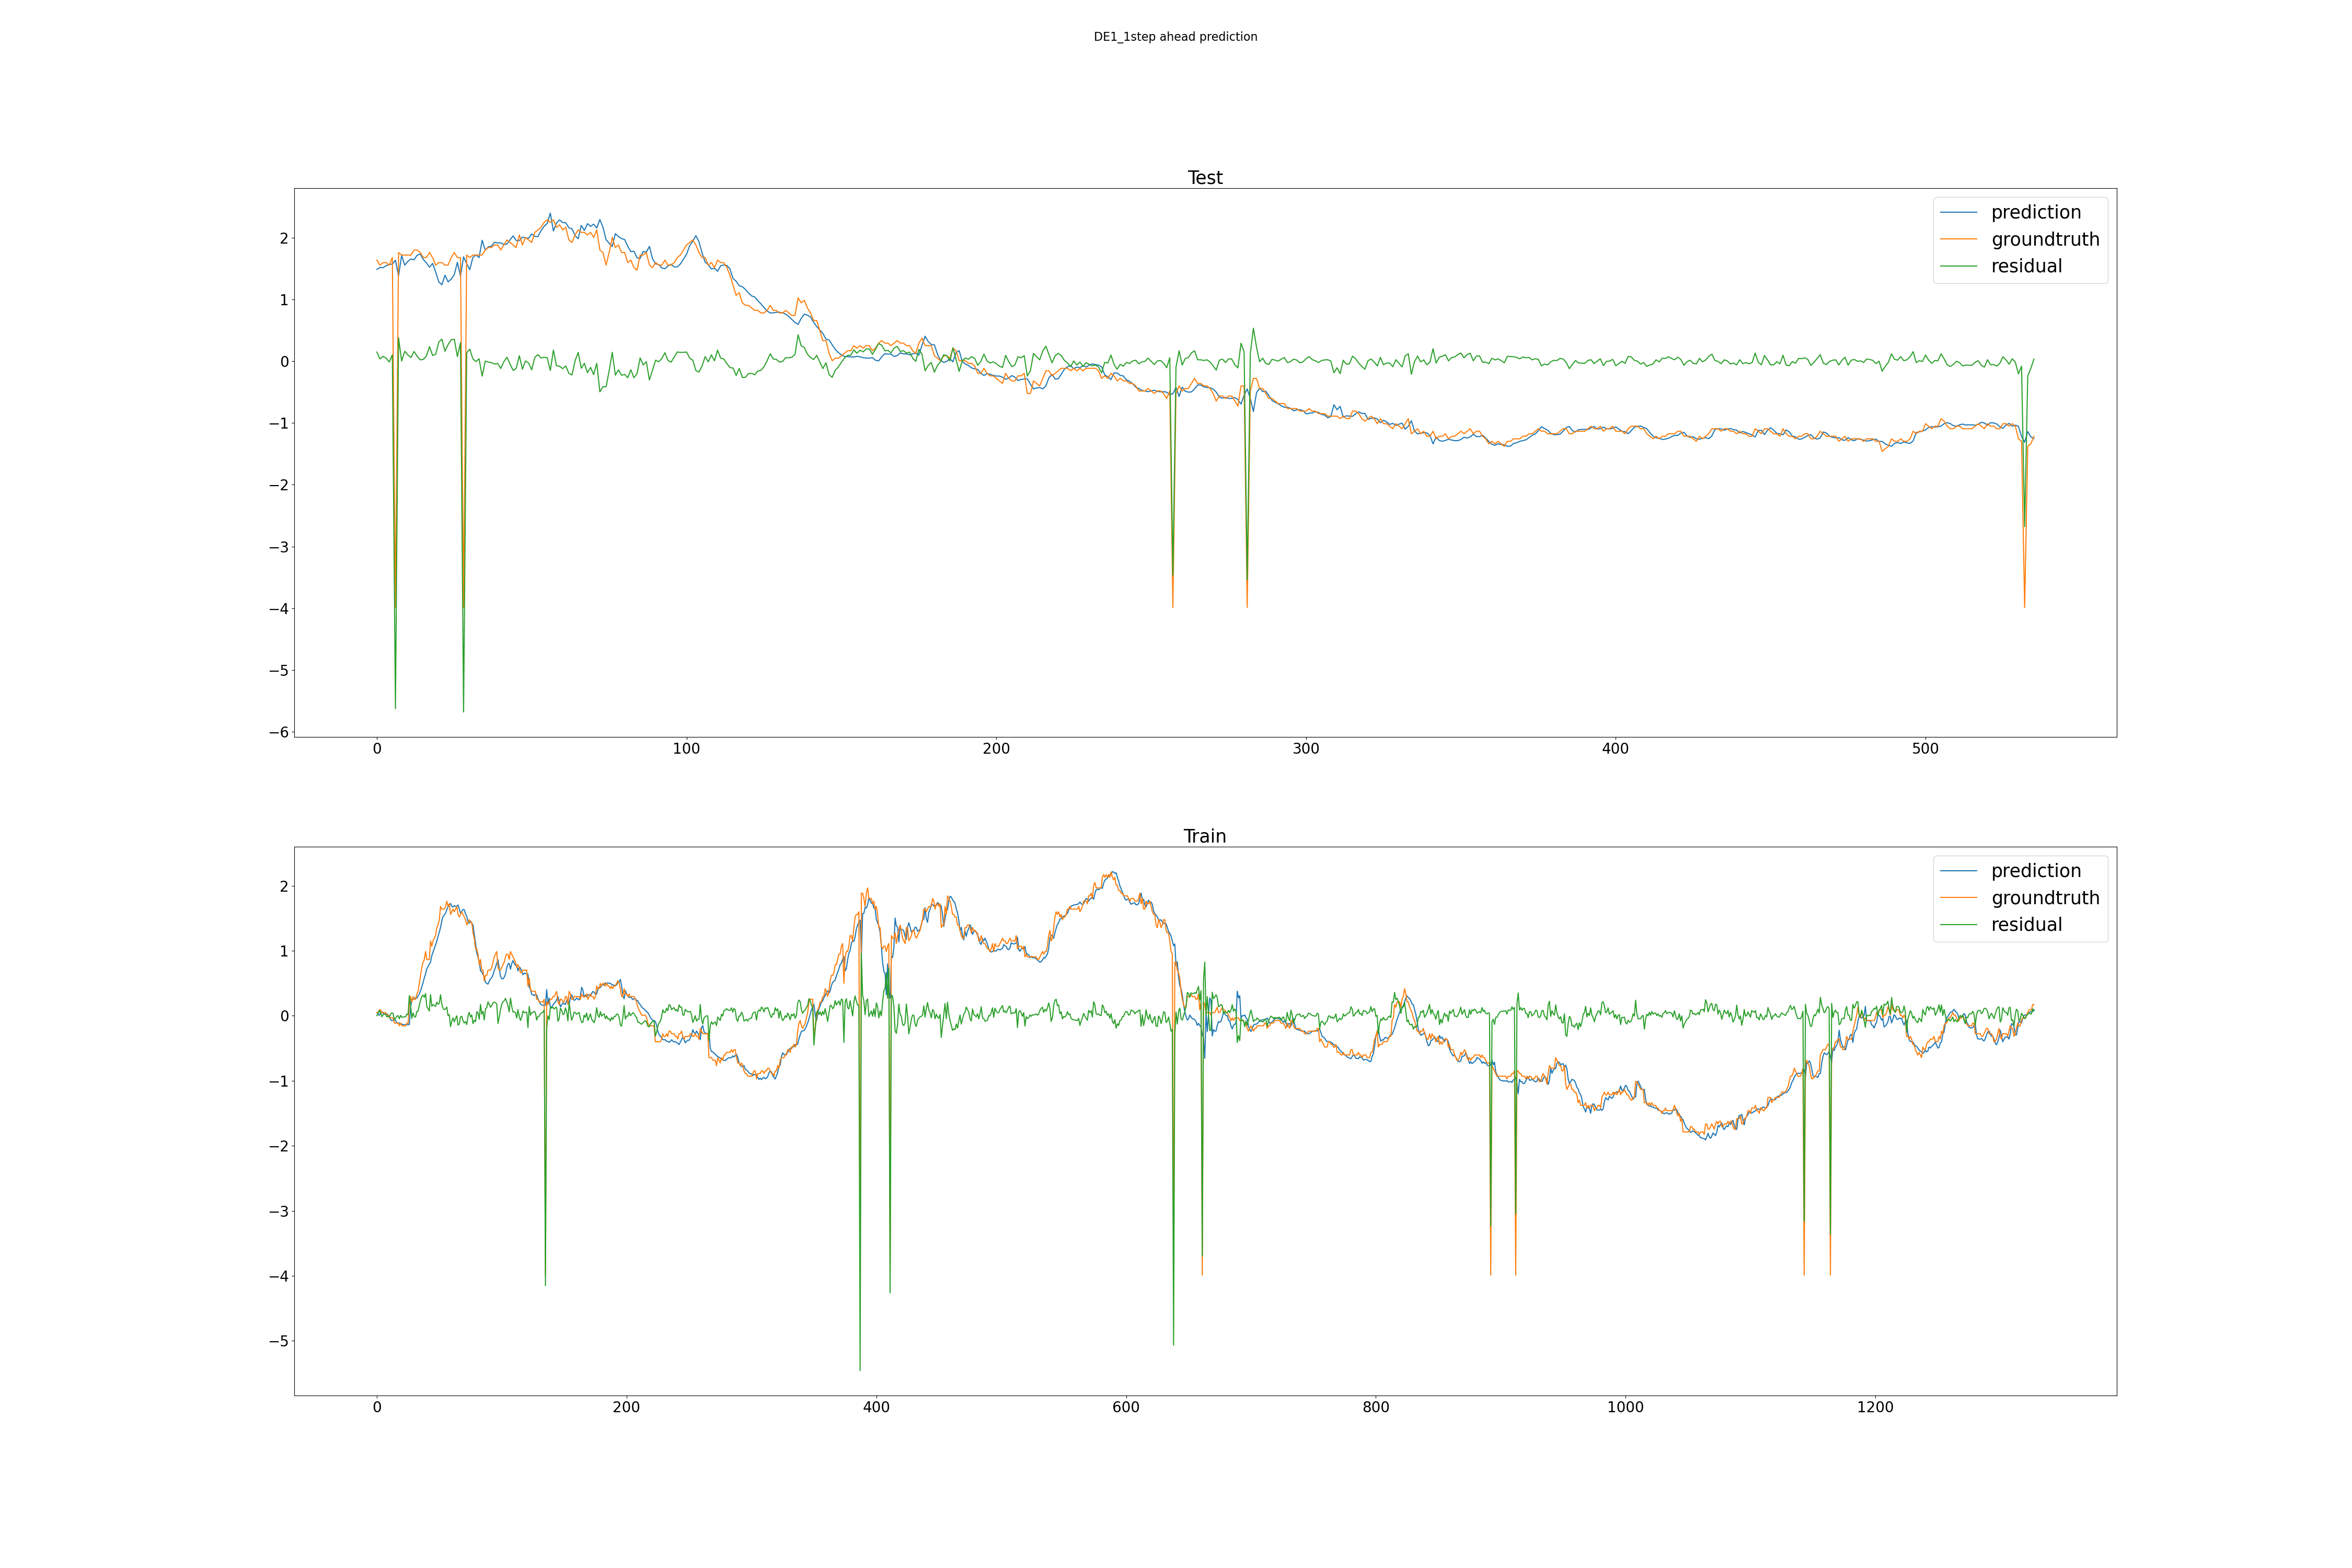 DE1_1step ahead prediction
Test
prediction
groundtruth
residual
2
1
0
−1
−2
−3
−4
−5
−6
0 100 200 300 400 500
Train
prediction
groundtruth
residual
2
1
0
−1
−2
−3
−4
−5
0 200 400 600 800 1000 1200